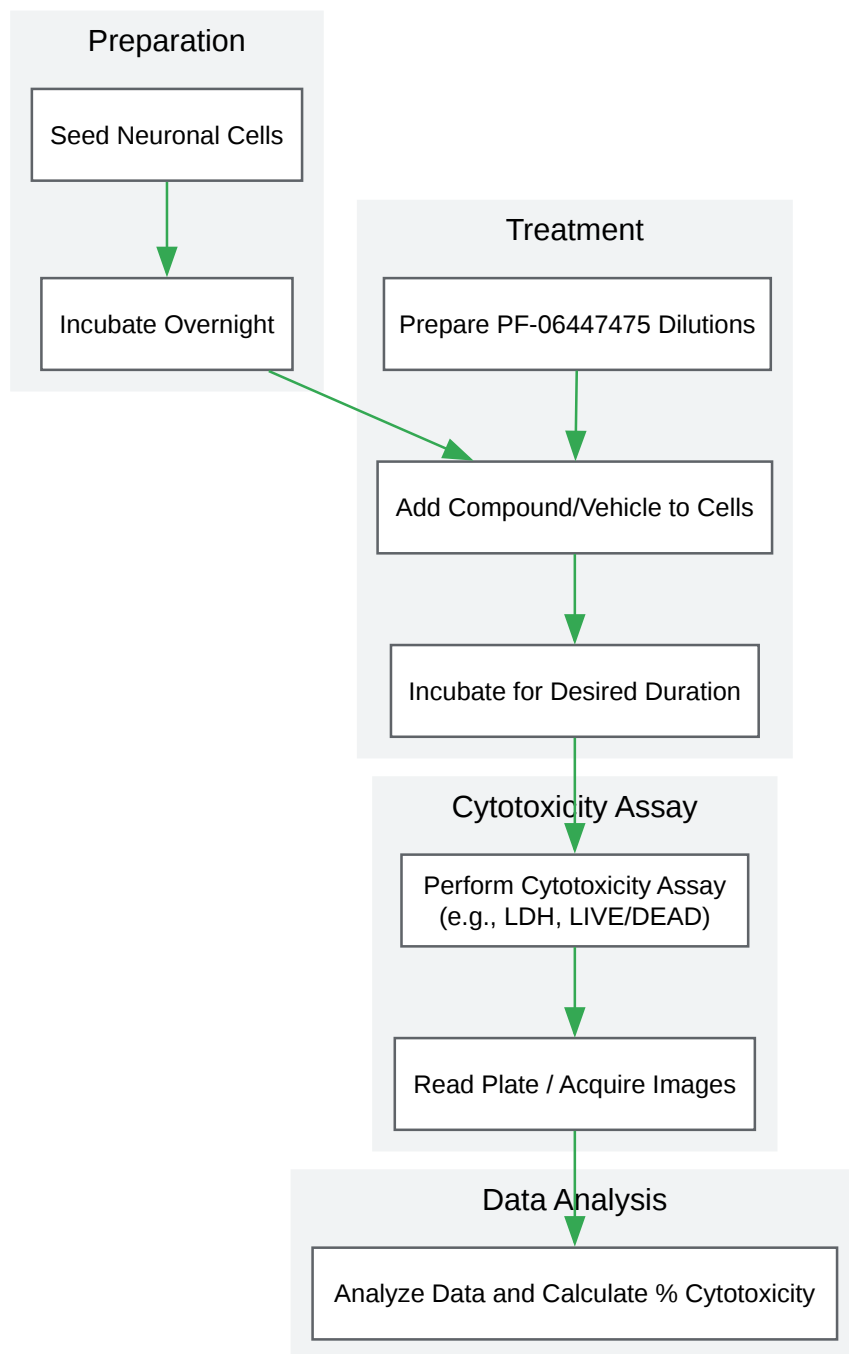 Preparation
Seed Neuronal Cells
Incubate Overnight
Treatment
Prepare PF-06447475 Dilutions
Add Compound/Vehicle to Cells
Incubate for Desired Duration
Cytotoxicity Assay
Perform Cytotoxicity Assay
(e.g., LDH, LIVE/DEAD)
Read Plate / Acquire Images
Data Analysis
Analyze Data and Calculate % Cytotoxicity